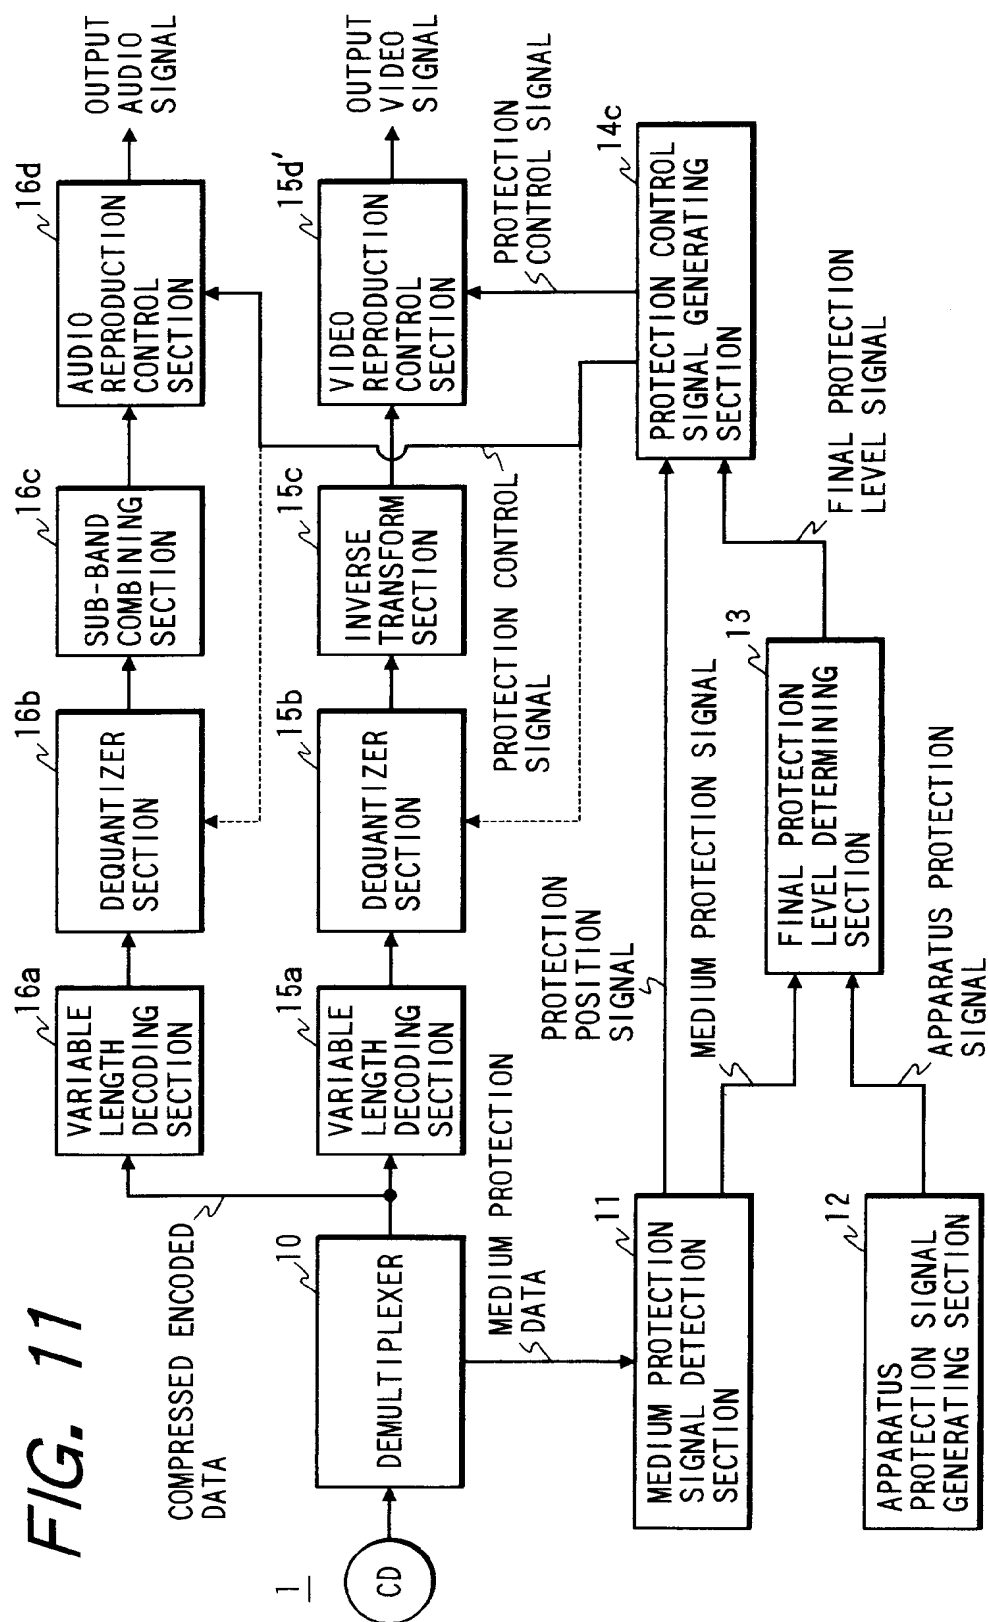 FIG. 11
1
CD
COMPRESSED ENCODED
DATA
VARIABLE
LENGTH
DECODING
SECTION
16a
DEQUANTIZER
SECTION
16b
SUB-BAND
COMBINING
SECTION
16c
AUDIO
REPRODUCTION
CONTROL
SECTION
16d
OUTPUT
AUDIO
SIGNAL
DEMULTIPLEXER
10
VARIABLE
LENGTH
DECODING
SECTION
15a
DEQUANTIZER
SECTION
15b
INVERSE
TRANSFORM
SECTION
15c
VIDEO
REPRODUCTION
CONTROL
SECTION
15d'
OUTPUT
VIDEO
SIGNAL
MEDIUM PROTECTION
DATA
PROTECTION
POSITION
SIGNAL
PROTECTION CONTROL
SIGNAL
PROTECTION
CONTROL SIGNAL
MEDIUM PROTECTION
SIGNAL DETECTION
SECTION
11
MEDIUM PROTECTION SIGNAL
PROTECTION CONTROL
SIGNAL GENERATING
SECTION
14c
FINAL PROTECTION
LEVEL DETERMINING
SECTION
13
FINAL PROTECTION
LEVEL SIGNAL
APPARATUS
PROTECTION SIGNAL
GENERATING SECTION
12
APPARATUS PROTECTION
SIGNAL